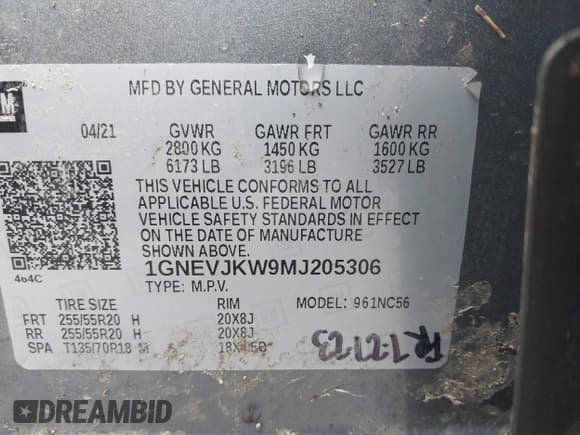 GM
MFD BY GENERAL MOTORS LLC
04/21 GVWR GAWR FRT GAWR RR
2800 KG 1450 KG 1600 KG
6173 LB 3196 LB 3527 LB
THIS VEHICLE CONFORMS TO ALL
APPLICABLE U.S. FEDERAL MOTOR
VEHICLE SAFETY STANDARDS IN EFFECT
ON THE DATE OF MANUFACTURE
SHOWN ABOVE.
464C
1GNEVJKW9MJ205306
TYPE: M.P.V.
TIRE SIZE RIM MODEL: 961NC56
FRT 255/55R20 H 20X8J
RR 255/55R20 H 20X8J
SPA T135/70R18 M
DREAMBID